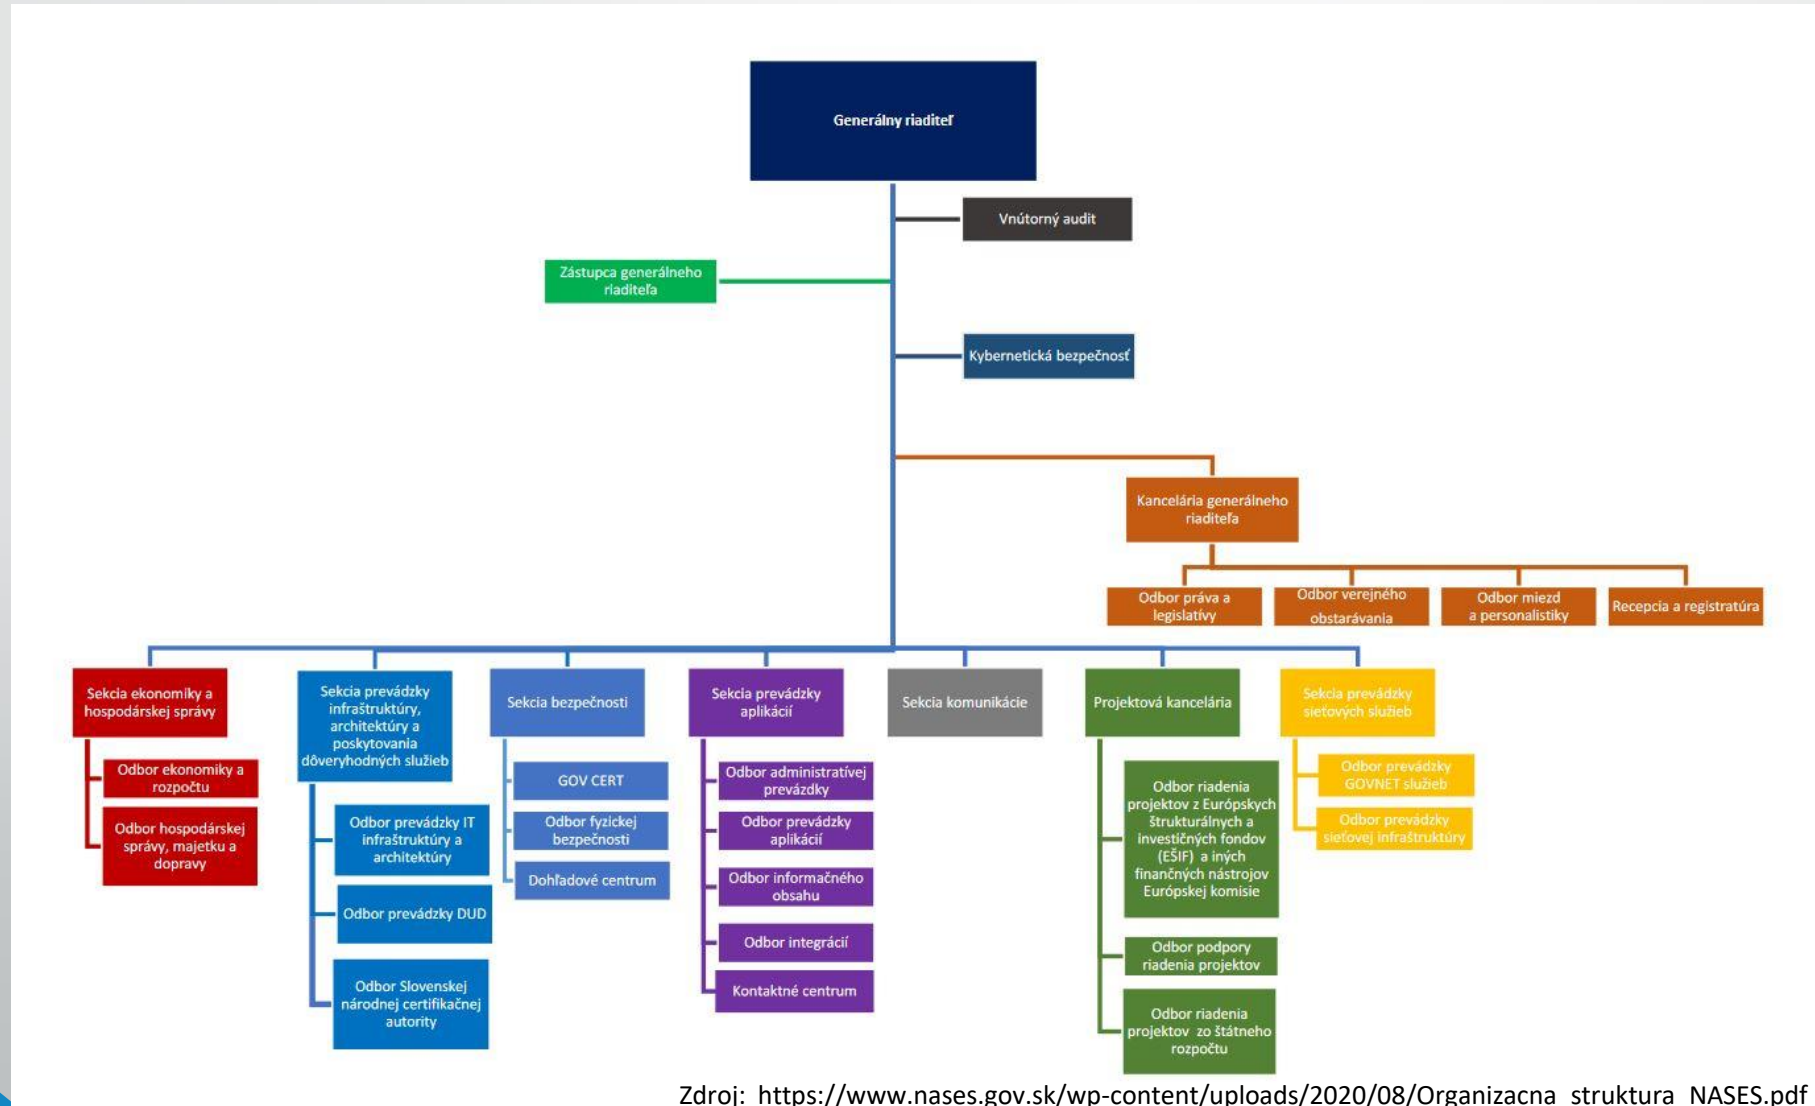 Generálny riaditeľ
Vnútorný audit
Zástupca generálneho
riaditeľa
Kybernetická bezpečnosť
Kancelária generálneho
riaditeľa
Odbor práva a
legislatívy
Odbor verejného
obstarávania
Odbor miezd
a personalistiky
Recepcia a registratúra
Sekcia ekonomiky a
hospodárskej správy
Odbor ekonomiky a
rozpočtu
Odbor hospodárskej
správy, majetku a
dopravy
Sekcia prevádzky
infraštruktúry,
architektúry a
poskytovania
dôveryhodných služieb
Odbor prevádzky IT
infraštruktúry a
architektúry
Odbor prevádzky DUD
Odbor Slovenskej
národnej certifikačnej
autority
Sekcia bezpečnosti
GOV CERT
Odbor fyzickej
bezpečnosti
Dohľadové centrum
Sekcia prevádzky
aplikácií
Odbor administratívej
prevázdky
Odbor prevádzky
aplikácií
Odbor informačného
obsahu
Odbor integrácií
Kontaktné centrum
Sekcia komunikácie
Projektová kancelária
Odbor riadenia
projektov z Európskych
štrukturálnych a
investičných fondov
(EŠIF) a iných
finančných nástrojov
Európskej komisie
Odbor podpory
riadenia projektov
Odbor riadenia
projektov zo štátneho
rozpočtu
Sekcia prevádzky
sieťových služieb
Odbor prevádzky
GOVNET služieb
Odbor prevádzky
sieťovej infraštruktúry
Zdroj: https://www.nases.gov.sk/wp-content/uploads/2020/08/Organizacna_struktura_NASES.pdf